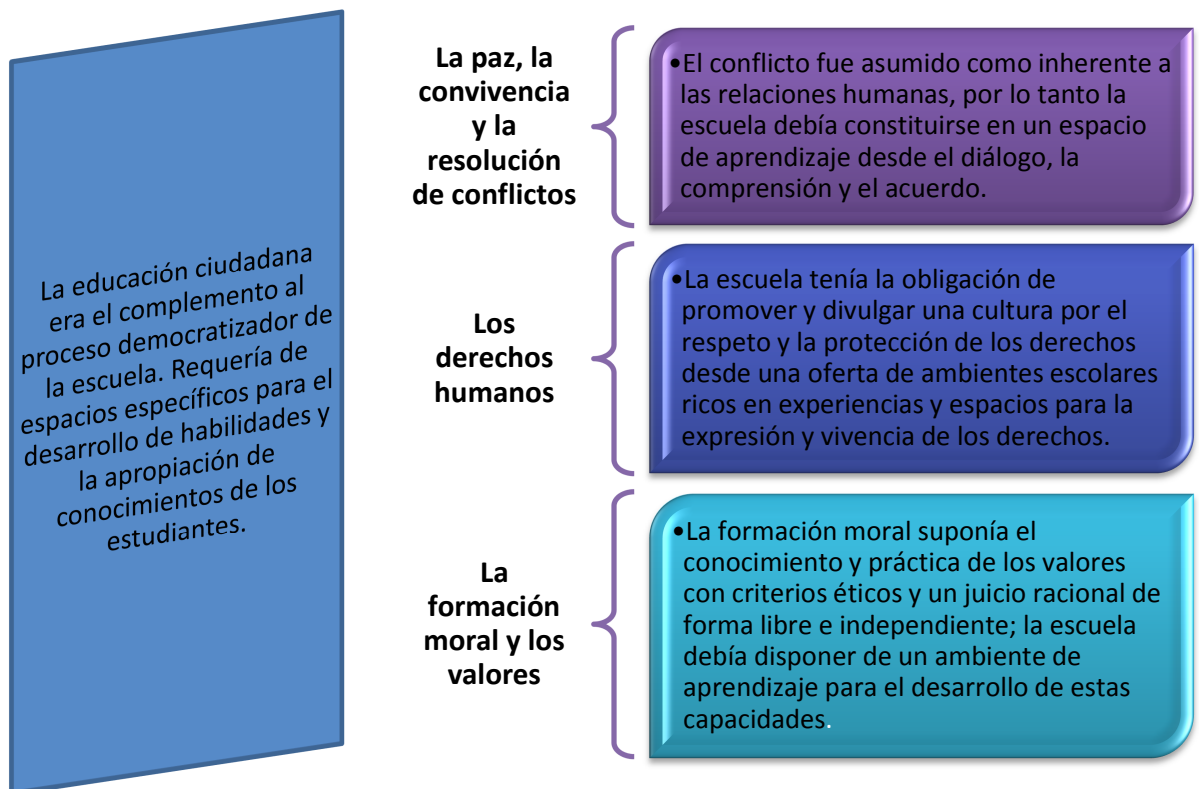 La educación ciudadana
era el complemento al
proceso democratizador de
la escuela. Requería de
espacios específicos para el
desarrollo de habilidades y
la apropiación de
conocimientos de los
estudiantes.
La paz, la
convivencia
y la
resolución
de conflictos
•El conflicto fue asumido como inherente a
las relaciones humanas, por lo tanto la
escuela debía constituirse en un espacio
de aprendizaje desde el diálogo, la
comprensión y el acuerdo.
Los
derechos
humanos
•La escuela tenía la obligación de
promover y divulgar una cultura por el
respeto y la protección de los derechos
desde una oferta de ambientes escolares
ricos en experiencias y espacios para la
expresión y vivencia de los derechos.
La
formación
moral y los
valores
•La formación moral suponía el
conocimiento y práctica de los valores
con criterios éticos y un juicio racional de
forma libre e independiente; la escuela
debía disponer de un ambiente de
aprendizaje para el desarrollo de estas
capacidades.